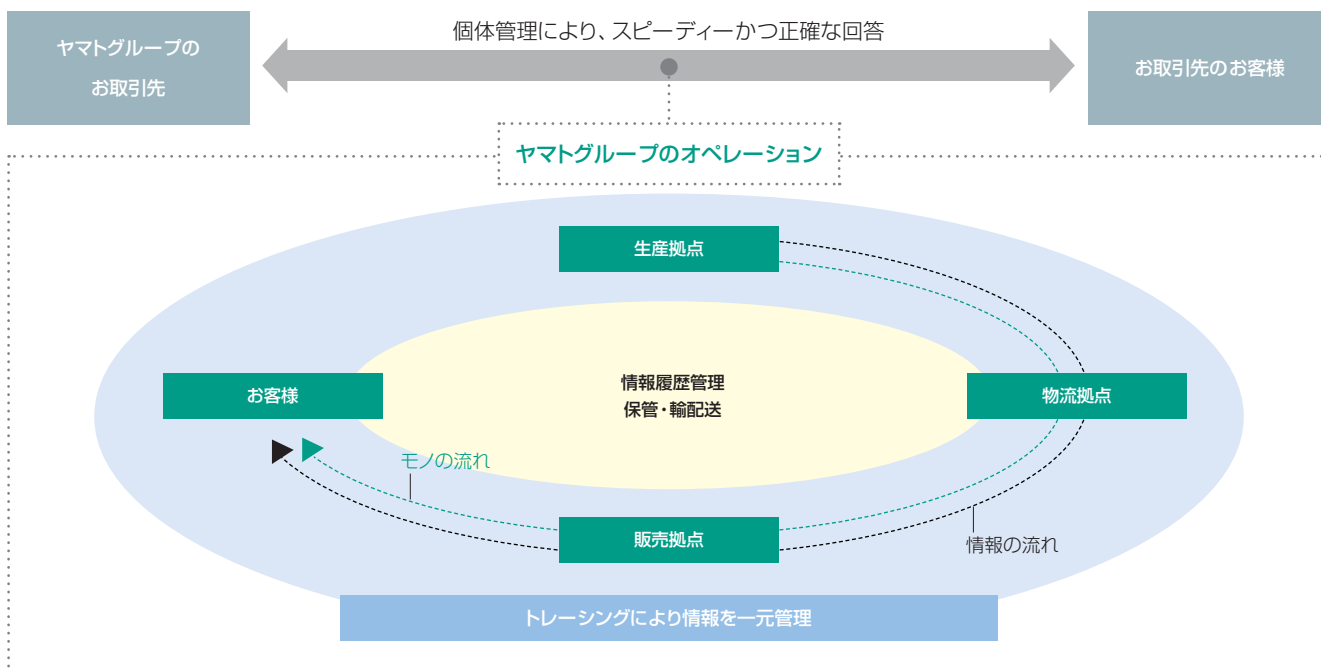 個体管理により、スピーディーかつ正確な回答
ヤマトグループの
お取引先
お取引先のお客様
ヤマトグループのオペレーション
生産拠点
情報履歴管理
保管・輸配送
お客様
物流拠点
モノの流れ
販売拠点
情報の流れ
トレーシングにより情報を一元管理